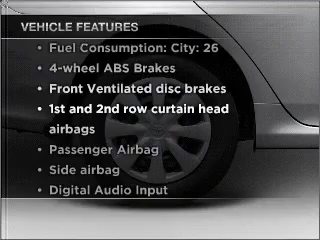 VEHICLE FEATURES
• Fuel Consumption: City: 26
• 4-wheel ABS Brakes
• Front Ventilated disc brakes
• 1st and 2nd row curtain head
airbags
• Passenger Airbag
• Side airbag
• Digital Audio Input